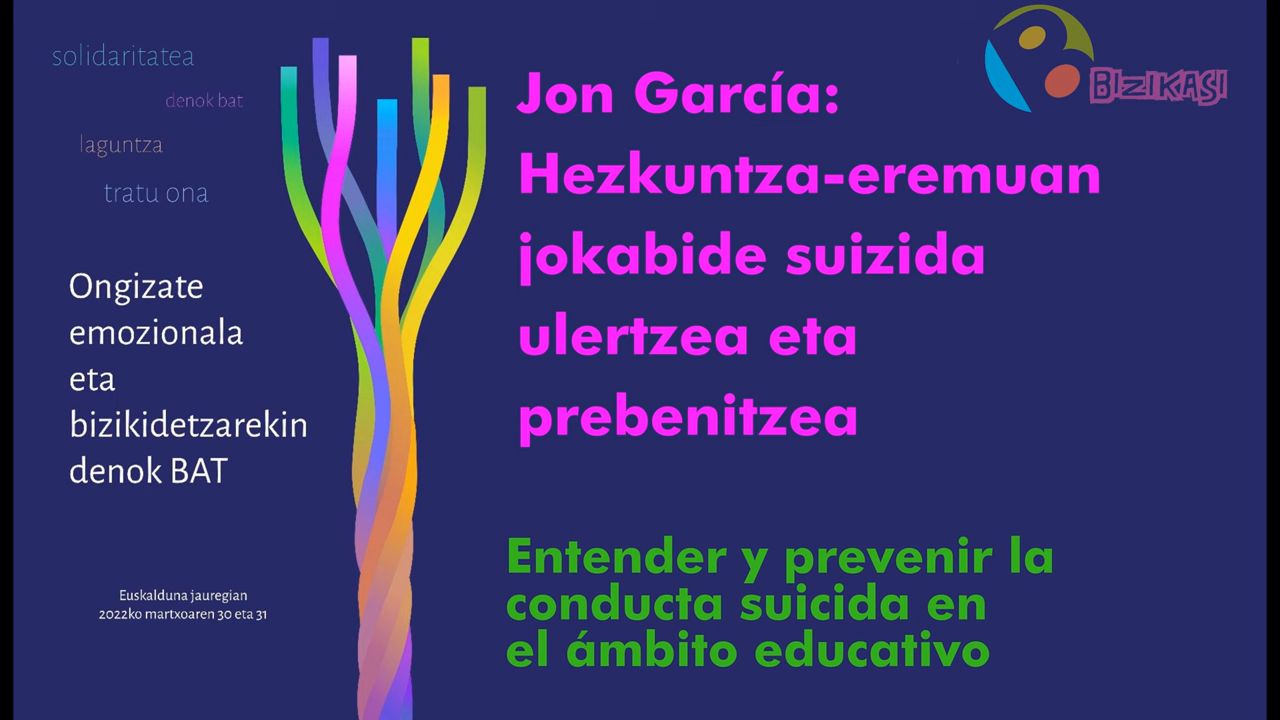 solidaritatea
denok bat
laguntza
tratu ona
Ongizate
emozionala
eta
bizikidetzarekin
denok BAT
Euskalduna jauregian
2022ko martxoaren 30 eta 31
Jon García:
Hezkuntza-eremuan
jokabide suizida
ulertzea eta
prebenitzea
Entender y prevenir la
conducta suicida en
el ámbito educativo
BIZIKASI